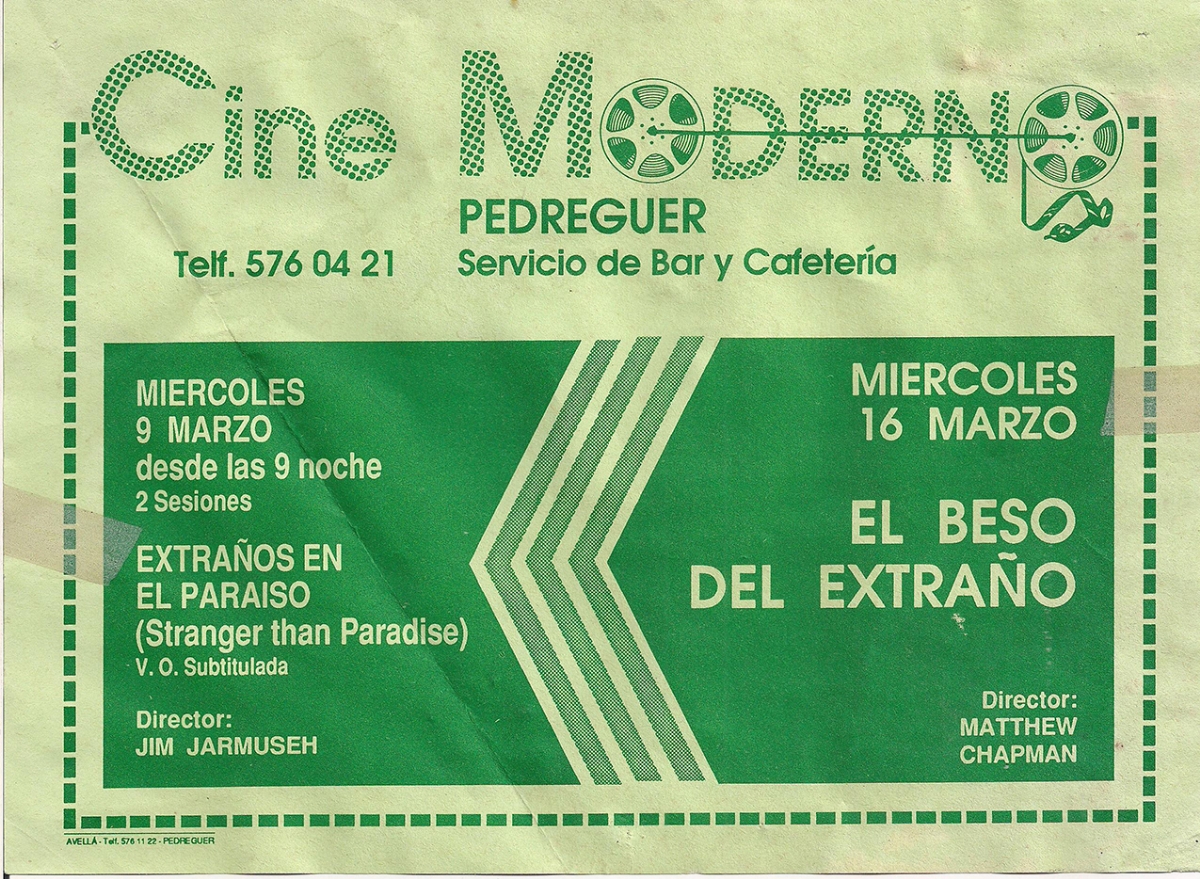 Cine MODERNO
PEDREGUER
Telf. 576 04 21
Servicio de Bar y Cafetería
MIERCOLES
9 MARZO
desde las 9 noche
2 Sesiones
EXTRAÑOS EN
EL PARAISO
(Stranger than Paradise)
V. O. Subtitulada
Director:
JIM JARMUSEH
MIERCOLES
16 MARZO
EL BESO
DEL EXTRAÑO
Director:
MATTHEW
CHAPMAN
AVELLÁ - Telf. 576 11 22 - PEDREGUER